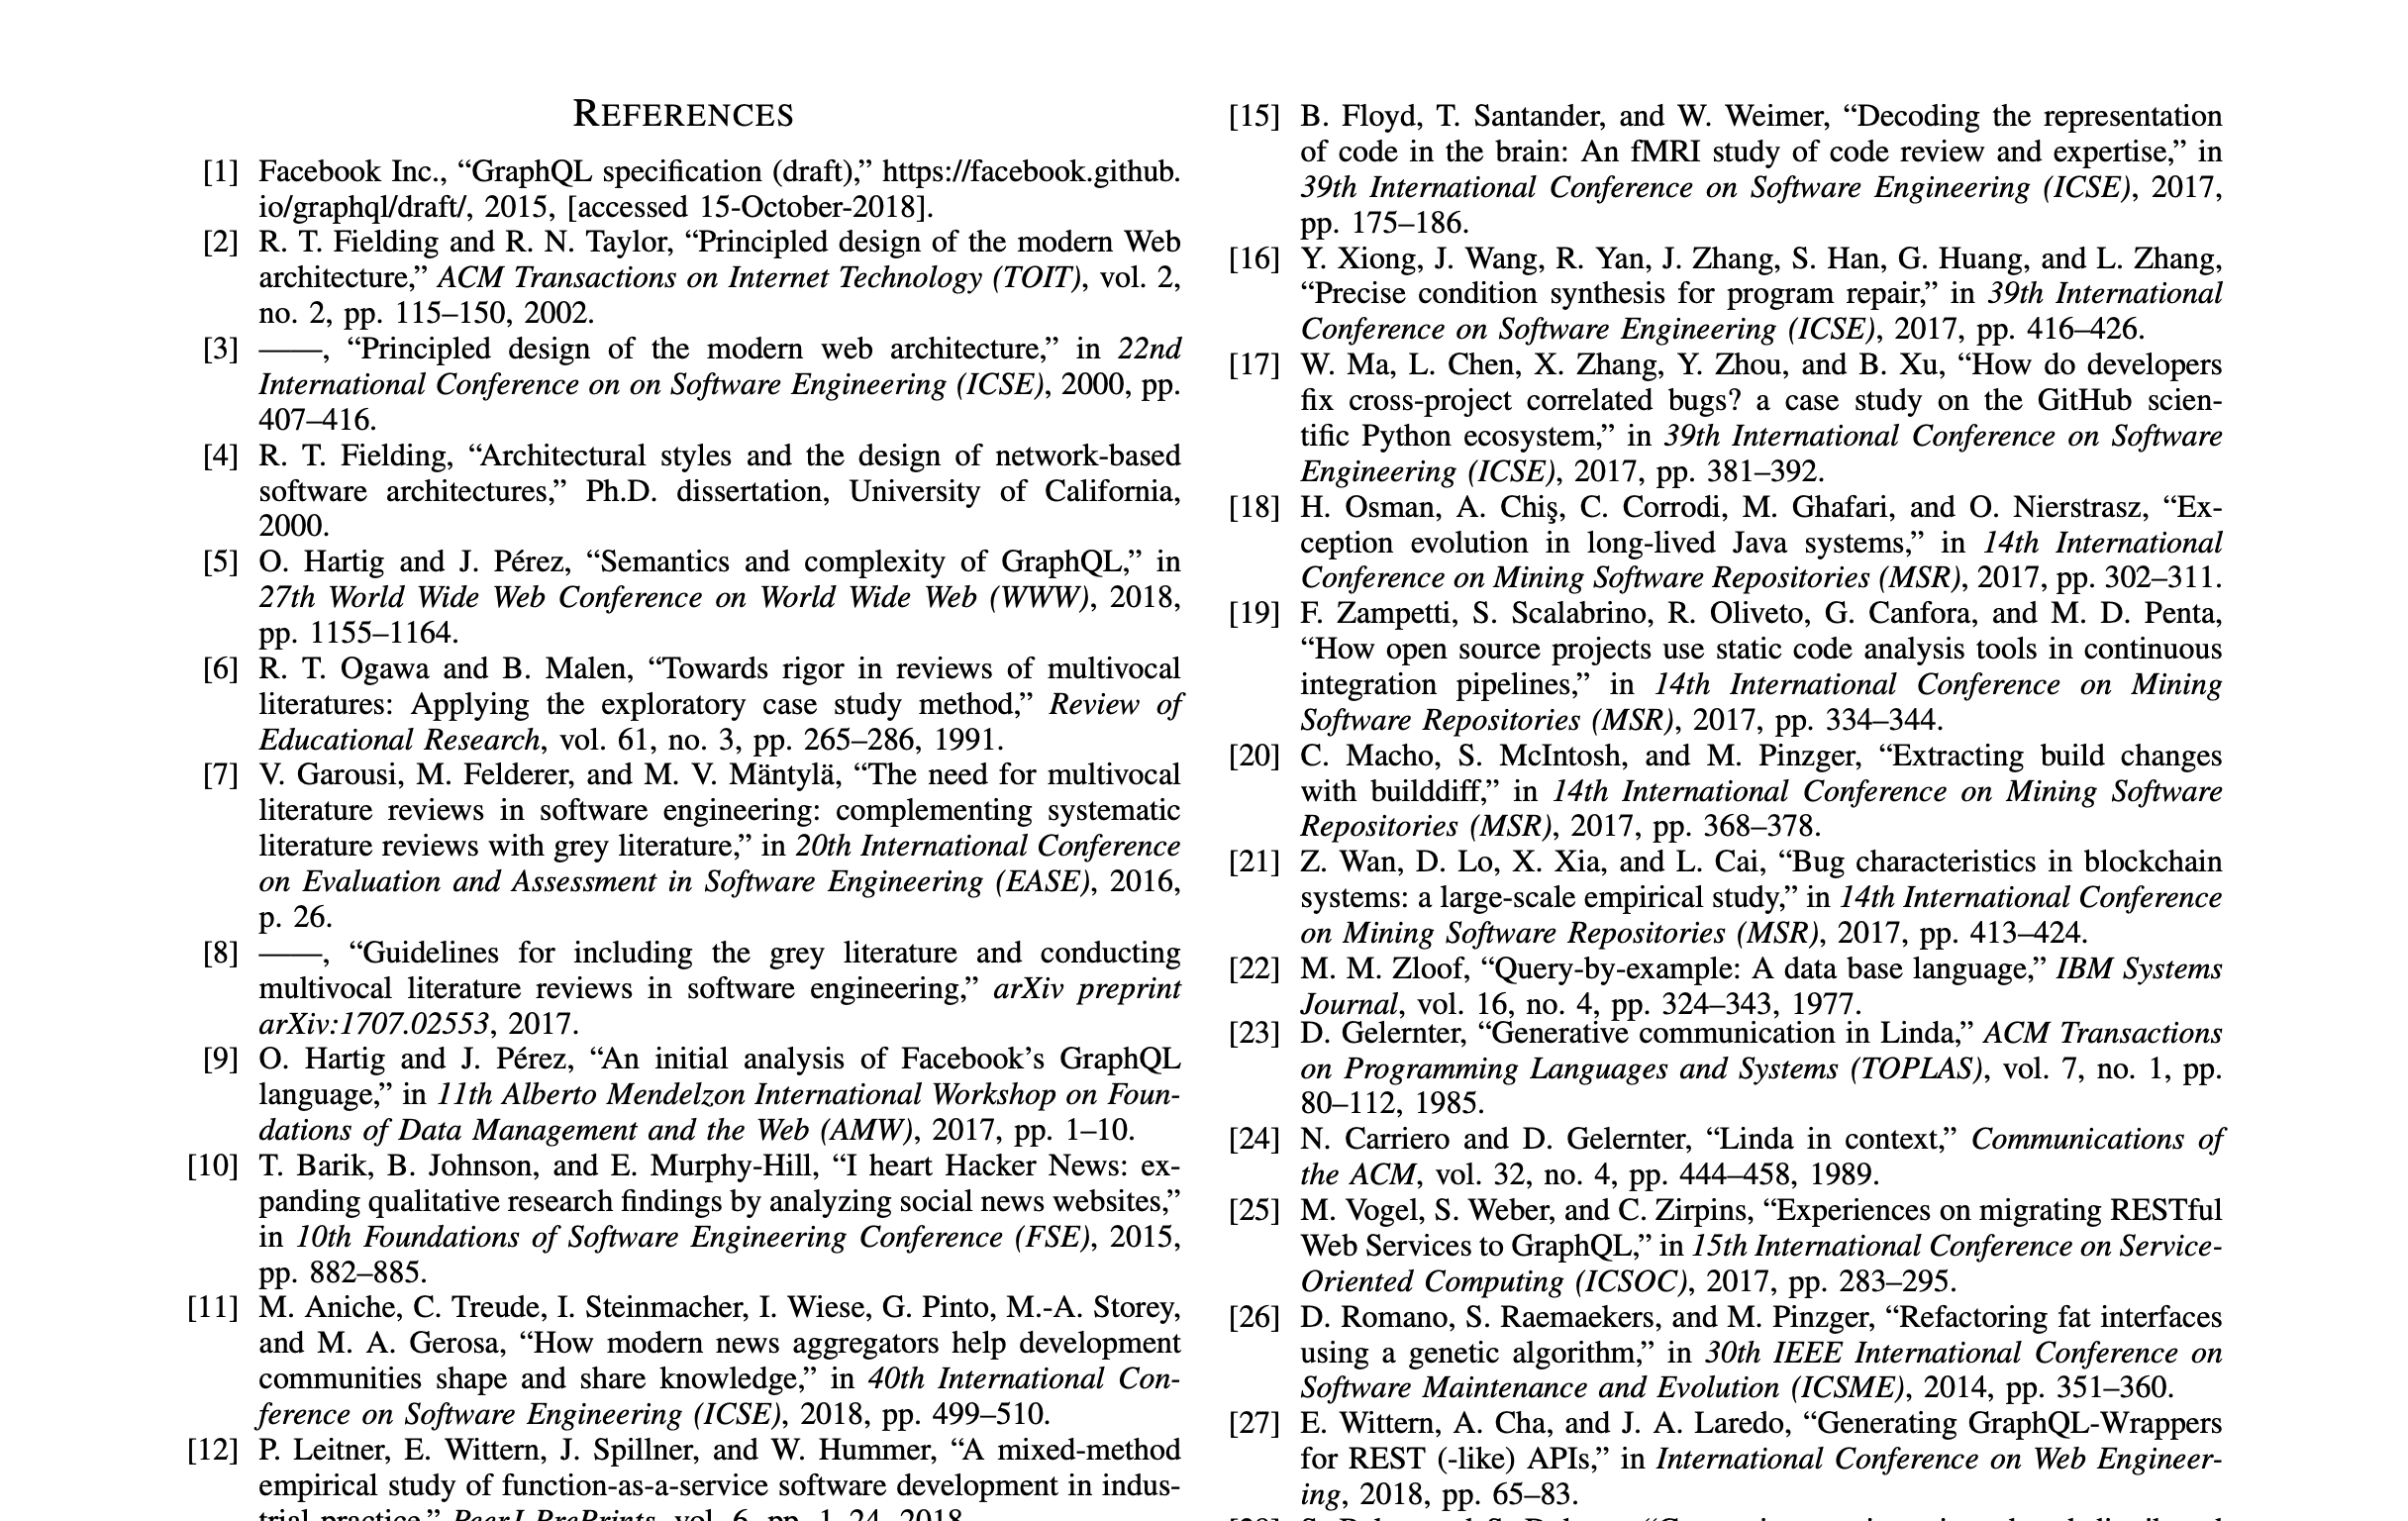 REFERENCES
[1] Facebook Inc., “GraphQL specification (draft),” https://facebook.github.
io/graphql/draft/, 2015, [accessed 15-October-2018].
[2] R. T. Fielding and R. N. Taylor, “Principled design of the modern Web
architecture,” ACM Transactions on Internet Technology (TOIT), vol. 2,
no. 2, pp. 115–150, 2002.
[3] ——, “Principled design of the modern web architecture,” in 22nd
International Conference on on Software Engineering (ICSE), 2000, pp.
407–416.
[4] R. T. Fielding, “Architectural styles and the design of network-based
software architectures,” Ph.D. dissertation, University of California,
2000.
[5] O. Hartig and J. Pérez, “Semantics and complexity of GraphQL,” in
27th World Wide Web Conference on World Wide Web (WWW), 2018,
pp. 1155–1164.
[6] R. T. Ogawa and B. Malen, “Towards rigor in reviews of multivocal
literatures: Applying the exploratory case study method,” Review of
Educational Research, vol. 61, no. 3, pp. 265–286, 1991.
[7] V. Garousi, M. Felderer, and M. V. Mäntylä, “The need for multivocal
literature reviews in software engineering: complementing systematic
literature reviews with grey literature,” in 20th International Conference
on Evaluation and Assessment in Software Engineering (EASE), 2016,
p. 26.
[8] ——, “Guidelines for including the grey literature and conducting
multivocal literature reviews in software engineering,” arXiv preprint
arXiv:1707.02553, 2017.
[9] O. Hartig and J. Pérez, “An initial analysis of Facebook’s GraphQL
language,” in 11th Alberto Mendelzon International Workshop on Foun-
dations of Data Management and the Web (AMW), 2017, pp. 1–10.
[10] T. Barik, B. Johnson, and E. Murphy-Hill, “I heart Hacker News: ex-
panding qualitative research findings by analyzing social news websites,”
in 10th Foundations of Software Engineering Conference (FSE), 2015,
pp. 882–885.
[11] M. Aniche, C. Treude, I. Steinmacher, I. Wiese, G. Pinto, M.-A. Storey,
and M. A. Gerosa, “How modern news aggregators help development
communities shape and share knowledge,” in 40th International Con-
ference on Software Engineering (ICSE), 2018, pp. 499–510.
[12] P. Leitner, E. Wittern, J. Spillner, and W. Hummer, “A mixed-method
empirical study of function-as-a-service software development in indus-
trial practice,” PeerJ PrePrints, vol. 6, pp. 1–24, 2018.
[15] B. Floyd, T. Santander, and W. Weimer, “Decoding the representation
of code in the brain: An fMRI study of code review and expertise,” in
39th International Conference on Software Engineering (ICSE), 2017,
pp. 175–186.
[16] Y. Xiong, J. Wang, R. Yan, J. Zhang, S. Han, G. Huang, and L. Zhang,
“Precise condition synthesis for program repair,” in 39th International
Conference on Software Engineering (ICSE), 2017, pp. 416–426.
[17] W. Ma, L. Chen, X. Zhang, Y. Zhou, and B. Xu, “How do developers
fix cross-project correlated bugs? a case study on the GitHub scien-
tific Python ecosystem,” in 39th International Conference on Software
Engineering (ICSE), 2017, pp. 381–392.
[18] H. Osman, A. Chiş, C. Corrodi, M. Ghafari, and O. Nierstrasz, “Ex-
ception evolution in long-lived Java systems,” in 14th International
Conference on Mining Software Repositories (MSR), 2017, pp. 302–311.
[19] F. Zampetti, S. Scalabrino, R. Oliveto, G. Canfora, and M. D. Penta,
“How open source projects use static code analysis tools in continuous
integration pipelines,” in 14th International Conference on Mining
Software Repositories (MSR), 2017, pp. 334–344.
[20] C. Macho, S. McIntosh, and M. Pinzger, “Extracting build changes
with builddiff,” in 14th International Conference on Mining Software
Repositories (MSR), 2017, pp. 368–378.
[21] Z. Wan, D. Lo, X. Xia, and L. Cai, “Bug characteristics in blockchain
systems: a large-scale empirical study,” in 14th International Conference
on Mining Software Repositories (MSR), 2017, pp. 413–424.
[22] M. M. Zloof, “Query-by-example: A data base language,” IBM Systems
Journal, vol. 16, no. 4, pp. 324–343, 1977.
[23] D. Gelernter, “Generative communication in Linda,” ACM Transactions
on Programming Languages and Systems (TOPLAS), vol. 7, no. 1, pp.
80–112, 1985.
[24] N. Carriero and D. Gelernter, “Linda in context,” Communications of
the ACM, vol. 32, no. 4, pp. 444–458, 1989.
[25] M. Vogel, S. Weber, and C. Zirpins, “Experiences on migrating RESTful
Web Services to GraphQL,” in 15th International Conference on Service-
Oriented Computing (ICSOC), 2017, pp. 283–295.
[26] D. Romano, S. Raemaekers, and M. Pinzger, “Refactoring fat interfaces
using a genetic algorithm,” in 30th IEEE International Conference on
Software Maintenance and Evolution (ICSME), 2014, pp. 351–360.
[27] E. Wittern, A. Cha, and J. A. Laredo, “Generating GraphQL-Wrappers
for REST (-like) APIs,” in International Conference on Web Engineer-
ing, 2018, pp. 65–83.